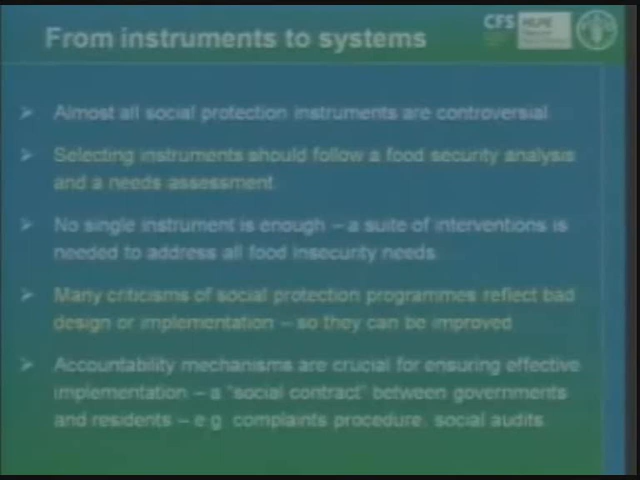 From instruments to systems
CFS HLPE
Almost all social protection instruments are controversial.
Selecting instruments should follow a food security analysis
and a needs assessment.
No single instrument is enough – a suite of interventions is
needed to address all food insecurity needs.
Many criticisms of social protection programmes reflect bad
design or implementation – so they can be improved
Accountability mechanisms are crucial for ensuring effective
implementation – a "social contract" between governments
and residents – e.g. complaints procedure, social audits.